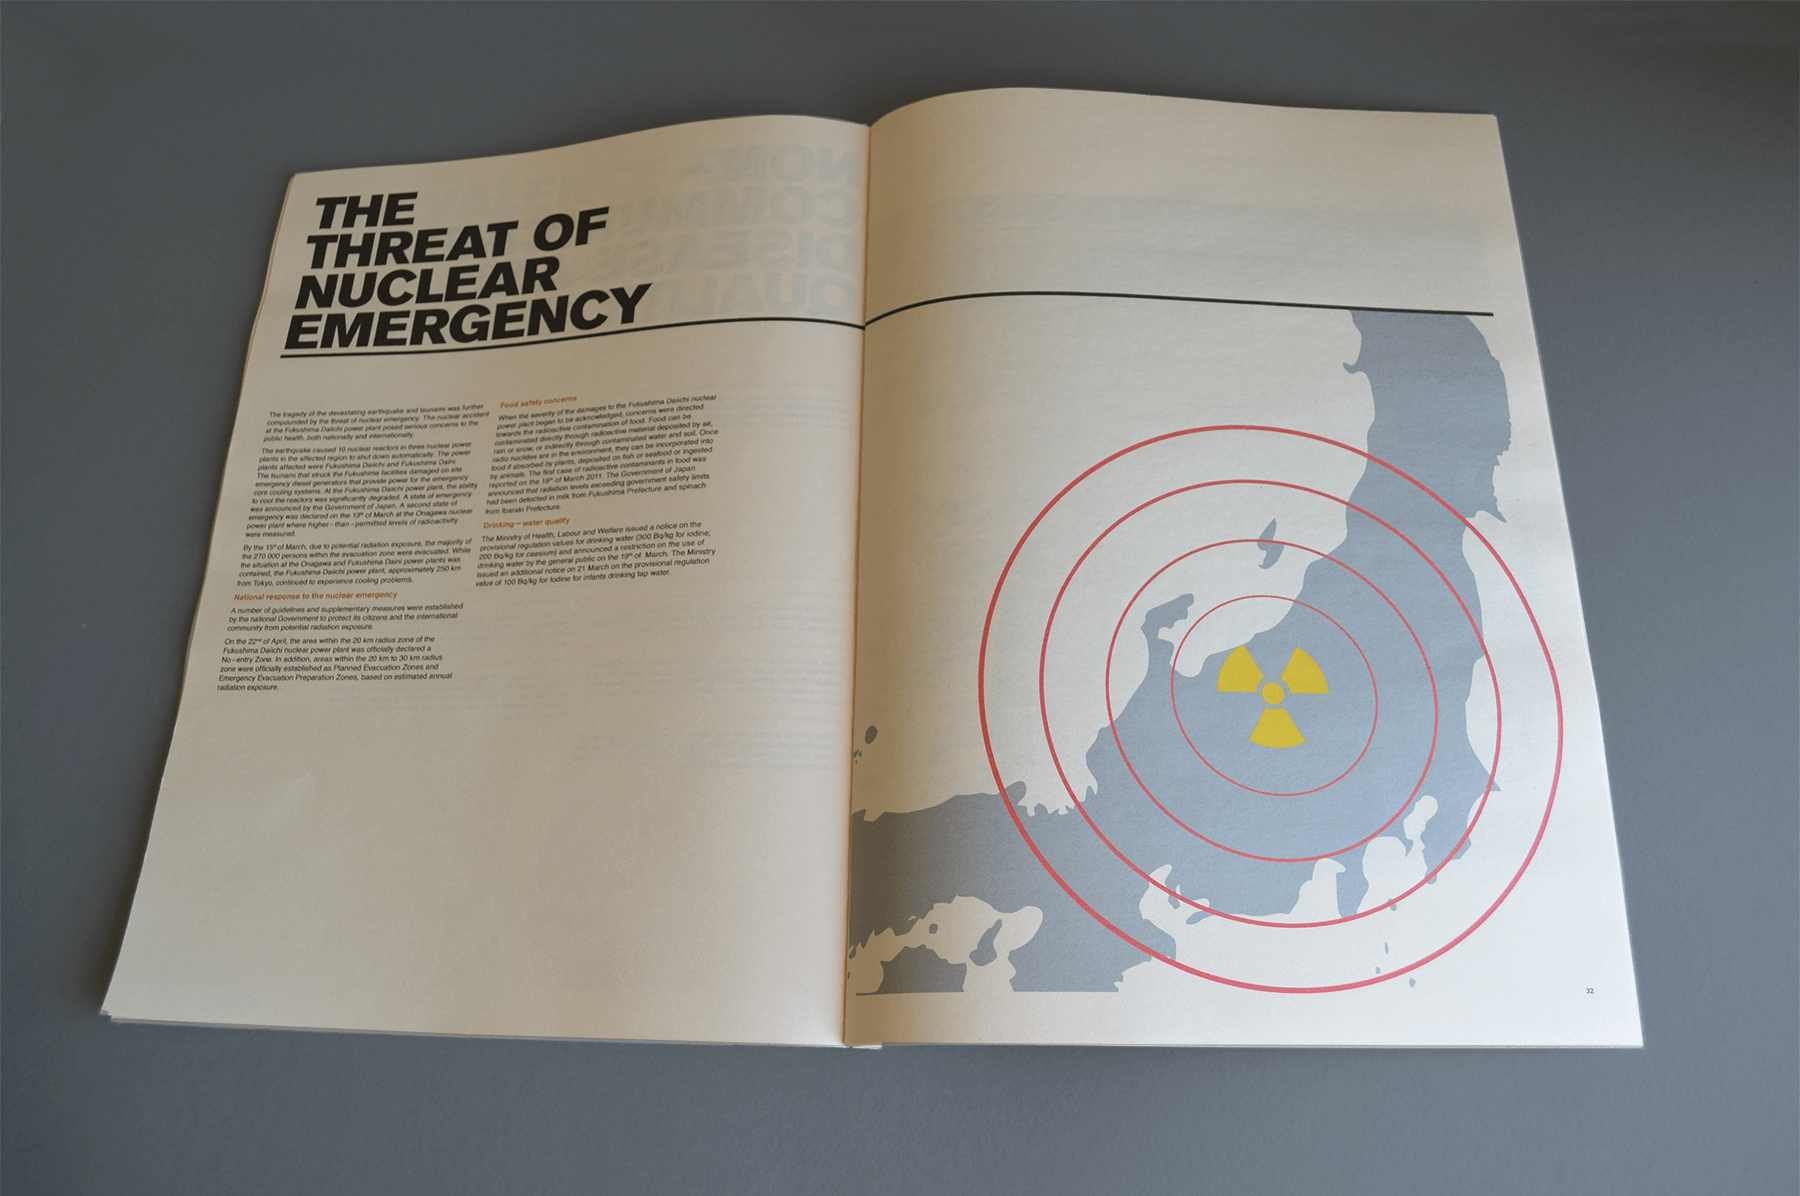 THE
THREAT OF
NUCLEAR
EMERGENCY
The tragedy of the devastating earthquake and tsunami was further
compounded by the threat of nuclear emergency. The nuclear accident
at the Fukushima Daiichi power plant posed serious concerns to the
public health, both nationally and internationally.
The earthquake caused 10 nuclear reactors in three nuclear power
plants in the affected region to shut down automatically. The power
plants affected were Fukushima Daiichi and Fukushima Daini.
The tsunami that struck the Fukushima facilities damaged on site
emergency diesel generators that provide power for the emergency
core cooling systems. At the Fukushima Daiichi power plant, the ability
to cool the reactors was significantly degraded. A state of emergency
was announced by the Government of Japan. A second state of
emergency was declared on the 13th of March at the Onagawa nuclear
power plant where higher–than–permitted levels of radioactivity
were measured.
By the 15th of March, due to potential radiation exposure, the majority of
the 270 000 persons within the evacuation zone were evacuated. While
the situation at the Onagawa and Fukushima Daini power plants was
contained, the Fukushima Daiichi power plant, approximately 250 km
from Tokyo, continued to experience cooling problems.
National response to the nuclear emergency
A number of guidelines and supplementary measures were established
by the national Government to protect its citizens and the international
community from potential radiation exposure.
On the 22nd of April, the area within the 20 km radius zone of the
Fukushima Daiichi nuclear power plant was officially declared a
No–entry Zone. In addition, areas within the 20 km to 30 km radius
zone were officially established as Planned Evacuation Zones and
Emergency Evacuation Preparation Zones, based on estimated annual
radiation exposure.
Food safety concerns
When the severity of the damages to the Fukushima Daiichi nuclear
power plant began to be acknowledged, concerns were directed
towards the radioactive contamination of food. Food can be
contaminated directly through radioactive material deposited by air,
rain or snow, or indirectly through contaminated water and soil. Once
radio nuclides are in the environment, they can be incorporated into
food if absorbed by plants, deposited on fish or seafood or ingested
by animals. The first case of radioactive contaminants in food was
reported on the 19th of March 2011. The Government of Japan
announced that radiation levels exceeding government safety limits
had been detected in milk from Fukushima Prefecture and spinach
from Ibaraki Prefecture.
Drinking – water quality
The Ministry of Health, Labour and Welfare issued a notice on the
provisional regulation values for drinking water (300 Bq/kg for iodine;
200 Bq/kg for caesium) and announced a restriction on the use of
drinking water by the general public on the 19th of March. The Ministry
issued an additional notice on 21 March on the provisional regulation
value of 100 Bq/kg for Iodine for infants drinking tap water.
32